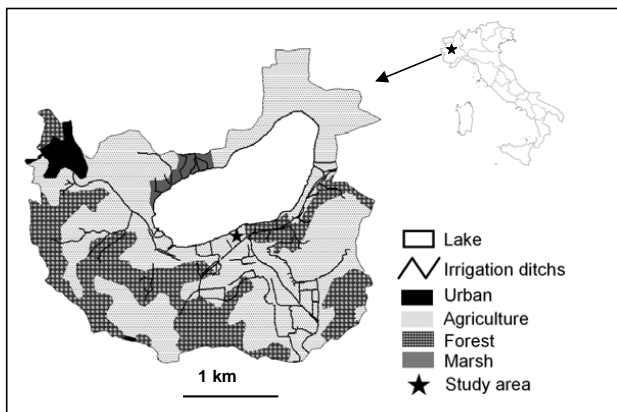 Lake
Irrigation ditchs
Urban
Agriculture
Forest
Marsh
Study area
1 km